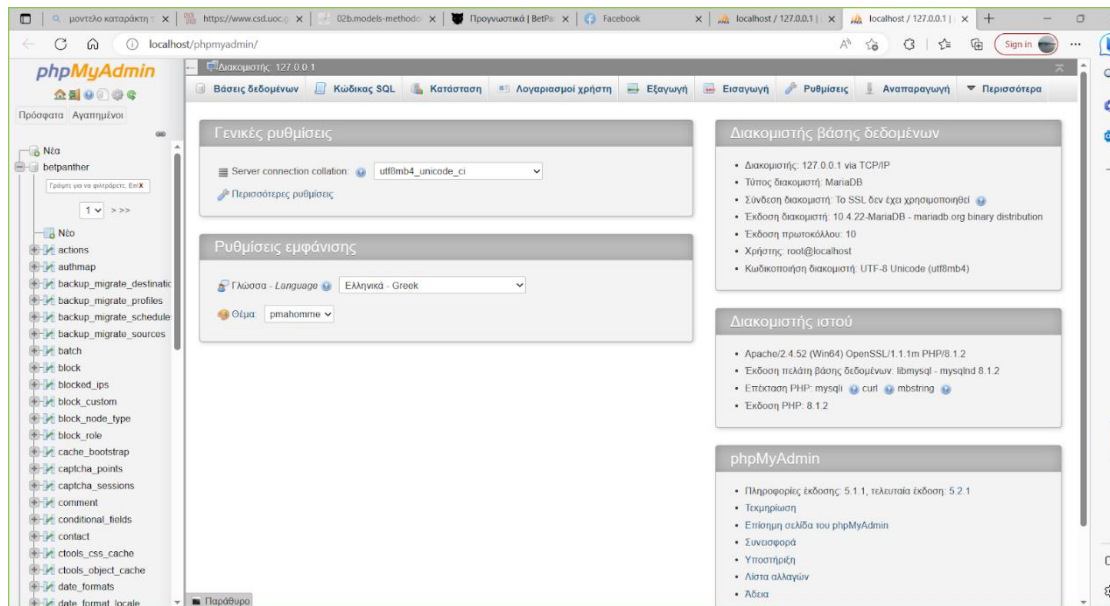 μοντέλο καταράκτη
https://www.csd.uoc.g
02b.models-methodo
Προγνωστικά | BetPa
Facebook
localhost / 127.0.0.1 |
localhost / 127.0.0.1 |
localhost/phpmyadmin/
Sign in
phpMyAdmin
Πρόσφατα Αγαπημένοι
Νέα
betpanther
Γράψτε για να φιλτράρετε, Ent X
1 > >>
Νέο
actions
authmap
backup_migrate_destinatic
backup_migrate_profiles
backup_migrate_schedule
backup_migrate_sources
batch
block
blocked_ips
block_custom
block_node_type
block_role
cache_bootstrap
captcha_points
captcha_sessions
comment
conditional_fields
contact
ctools_css_cache
ctools_object_cache
date_formats
date_format_locale
Διακομιστής: 127.0.0.1
Βάσεις δεδομένων Κώδικας SQL Κατάσταση Λογαριασμοί χρήστη Εξαγωγή Εισαγωγή Ρυθμίσεις Αναπαραγωγή Περισσότερα
Γενικές ρυθμίσεις
Server connection collation: utf8mb4_unicode_ci
Περισσότερες ρυθμίσεις
Ρυθμίσεις εμφάνισης
Γλώσσα - Language Ελληνικά - Greek
Θέμα: pmahomme
Διακομιστής βάσης δεδομένων
Διακομιστής: 127.0.0.1 via TCP/IP
Τύπος διακομιστή: MariaDB
Σύνδεση διακομιστή: Το SSL δεν έχει χρησιμοποιηθεί
Έκδοση διακομιστή: 10.4.22-MariaDB - mariadb.org binary distribution
Έκδοση πρωτοκόλλου: 10
Χρήστης: root@localhost
Κωδικοποίηση διακομιστή: UTF-8 Unicode (utf8mb4)
Διακομιστής ιστού
Apache/2.4.52 (Win64) OpenSSL/1.1.1m PHP/8.1.2
Έκδοση πελάτη βάσης δεδομένων: libmysql - mysqlnd 8.1.2
Επέκταση PHP: mysqli curl mbstring
Έκδοση PHP: 8.1.2
phpMyAdmin
Πληροφορίες έκδοσης: 5.1.1, τελευταία έκδοση: 5.2.1
Τεκμηρίωση
Επίσημη σελίδα του phpMyAdmin
Συνεισφορά
Υποστήριξη
Λίστα αλλαγών
Άδεια
Παράθυρο